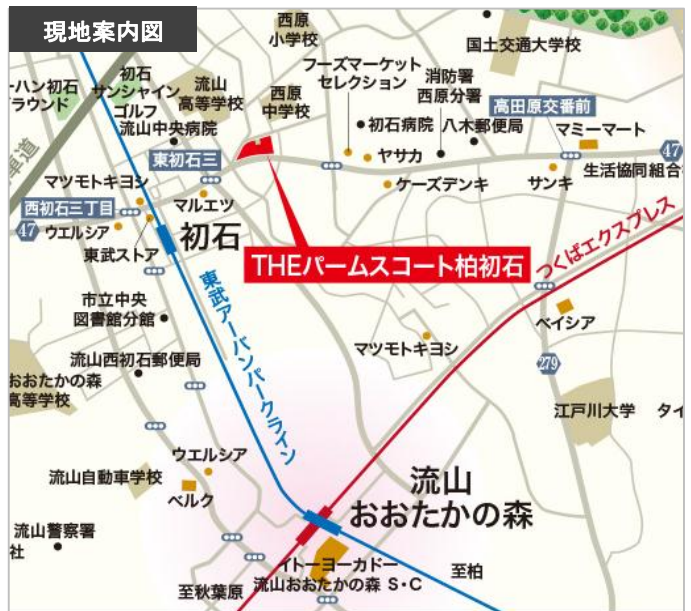 現地案内図
西原
小学校
国土交通大学校
フーズマーケット
セレクション
消防署
西原分署
初石
サンシャイン
ゴルフ
流山
高等学校
西原
中学校
ーハン初石
ブラウンド
流山中央病院
初石病院
八木郵便局
高田原交番前
マミーマート
47
東初石三
ヤサカ
生活協同組合
サンキ
車道
マツモトキヨシ
マルエツ
ケーズデンキ
西初石三丁目
47
ウエルシア
東武ストア
初石
THEパームスコート柏初石
つくばエクスプレス
東武アーバンパークライン
市立中央
図書館分館
マツモトキヨシ
ベイシア
流山西初石郵便局
279
おおたかの森
高等学校
江戸川大学
タイ
ウエルシア
流山自動車学校
ベルク
流山
おおたかの森
流山警察署
社
イトーヨーカドー
流山おおたかの森 S・C
至秋葉原
至柏